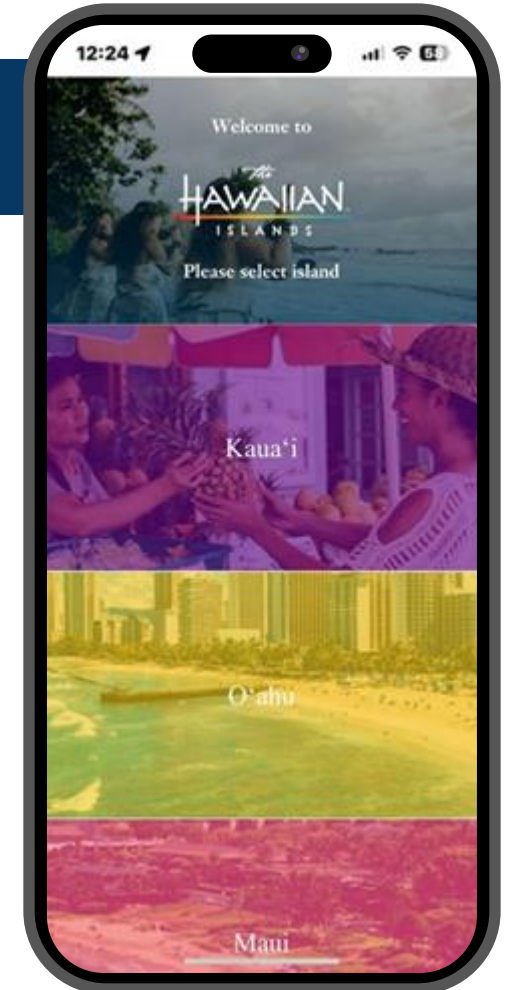 12:24
Welcome to
The
HAWAIIAN
ISLANDS
Please select island
Kauaʻi
Oʻahu
Maui